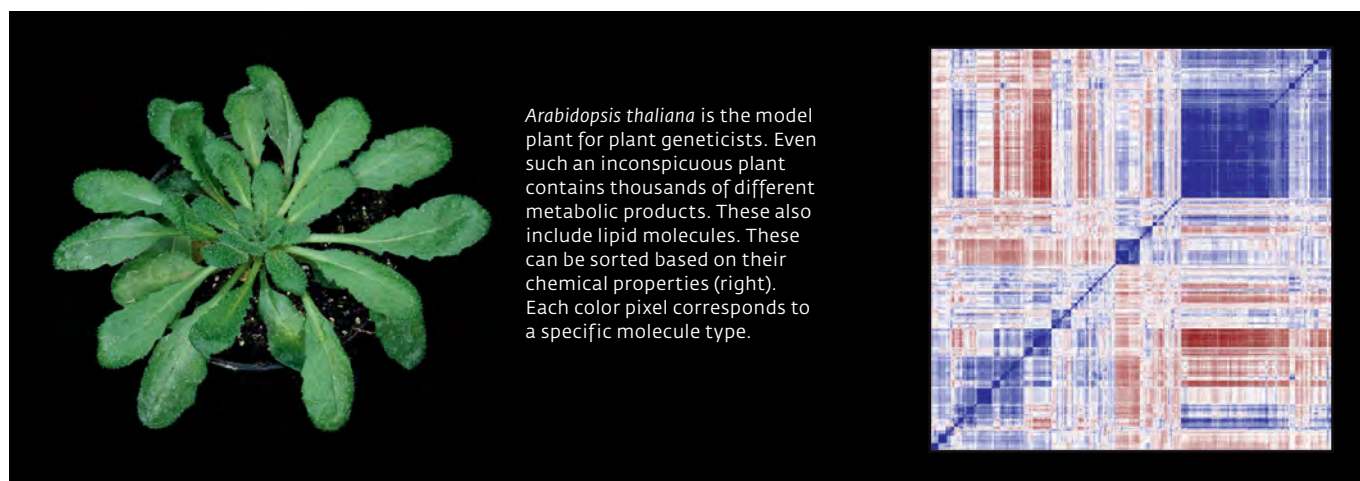 Arabidopsis thaliana is the model
plant for plant geneticists. Even
such an inconspicuous plant
contains thousands of different
metabolic products. These also
include lipid molecules. These
can be sorted based on their
chemical properties (right).
Each color pixel corresponds to
a specific molecule type.